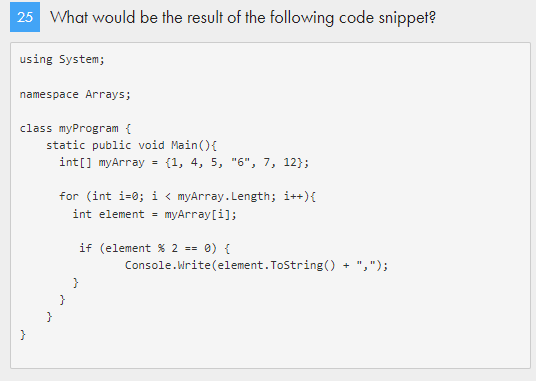 25 What would be the result of the following code snippet?
using System;
namespace Arrays;
class myProgram {
static public void Main(){
int[] myArray = {1, 4, 5, "6", 7, 12};
for (int i=0; i < myArray.Length; i++){
int element = myArray[i];
if (element % 2 == 0) {
Console.Write(element.ToString() + ",");
}
}
}
}